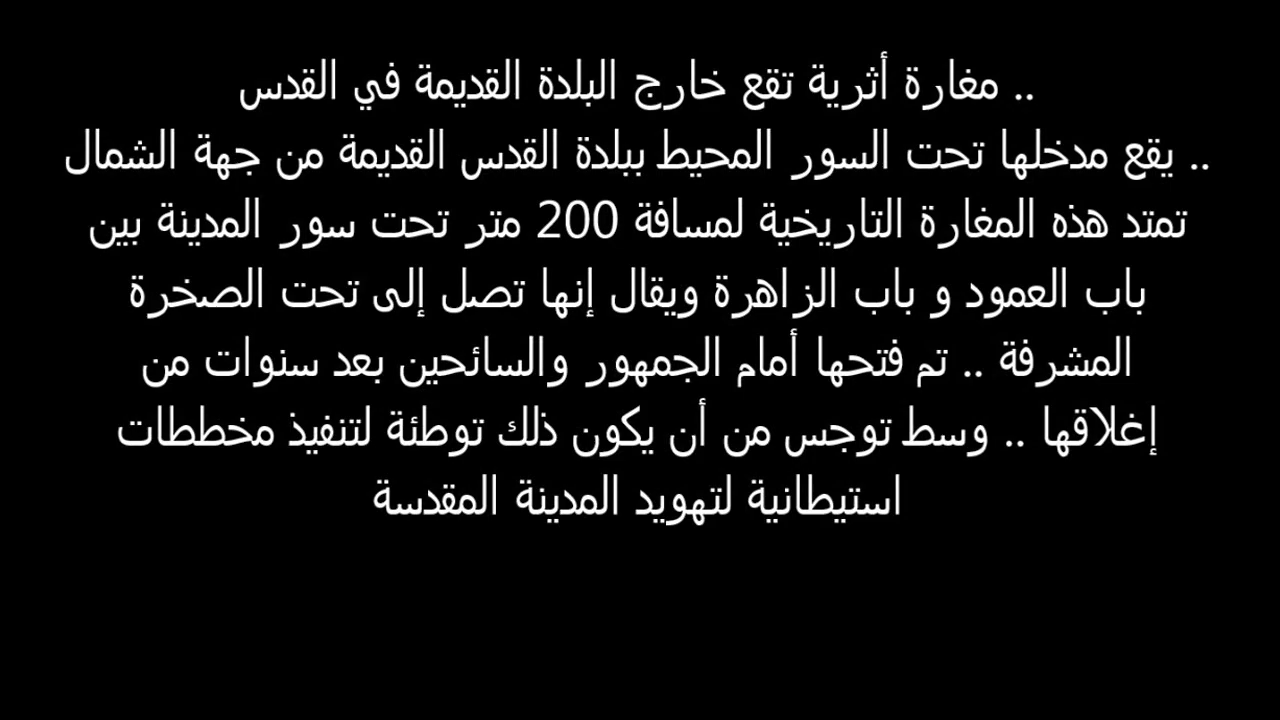 .. مغارة أثرية تقع خارج البلدة القديمة في القدس
.. يقع مدخلها تحت السور المحيط ببلدة القدس القديمة من جهة الشمال
تمتد هذه المغارة التاريخية لمسافة 200 متر تحت سور المدينة بين
باب العمود و باب الزاهرة ويقال إنها تصل إلى تحت الصخرة
المشرفة .. تم فتحها أمام الجمهور والسائحين بعد سنوات من
إغلاقها .. وسط توجس من أن يكون ذلك توطئة لتنفيذ مخططات
استيطانية لتهويد المدينة المقدسة